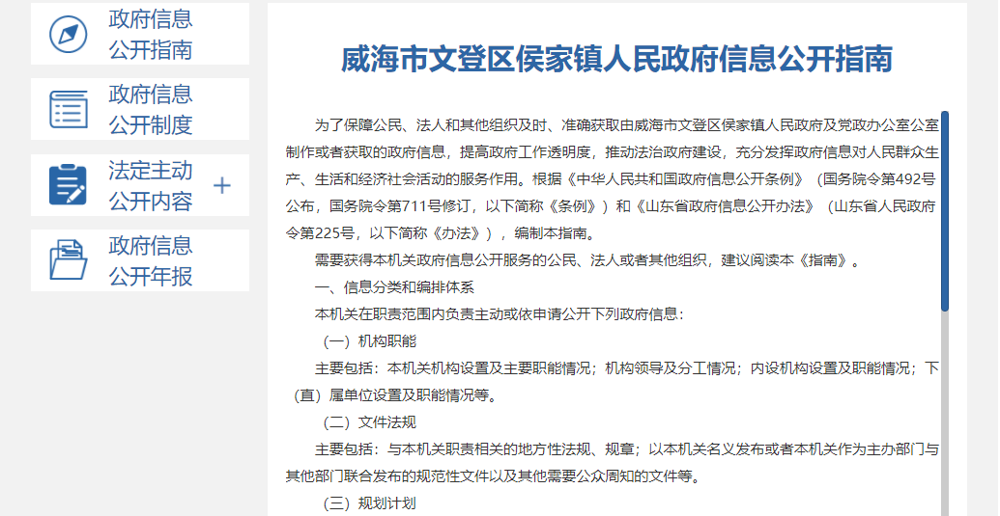 政府信息
公开指南
政府信息
公开制度
法定主动
公开内容
政府信息
公开年报
威海市文登区侯家镇人民政府信息公开指南
为了保障公民、法人和其他组织及时、准确获取由威海市文登区侯家镇人民政府及党政办公室公室
制作或者获取的政府信息，提高政府工作透明度，推动法治政府建设，充分发挥政府信息对人民群众生
产、生活和经济社会活动的服务作用。根据《中华人民共和国政府信息公开条例》（国务院令第492号
公布，国务院令第711号修订，以下简称《条例》）和《山东省政府信息公开办法》（山东省人民政府
令第225号，以下简称《办法》），编制本指南。
需要获得本机关政府信息公开服务的公民、法人或者其他组织，建议阅读本《指南》。
一、信息分类和编排体系
本机关在职责范围内负责主动或依申请公开下列政府信息：
（一）机构职能
主要包括：本机关机构设置及主要职能情况；机构领导及分工情况；内设机构设置及职能情况；下
（直）属单位设置及职能情况等。
（二）文件法规
主要包括：与本机关职责相关的地方性法规、规章；以本机关名义发布或者本机关作为主办部门与
其他部门联合发布的规范性文件以及其他需要公众周知的文件等。
（三）规划计划